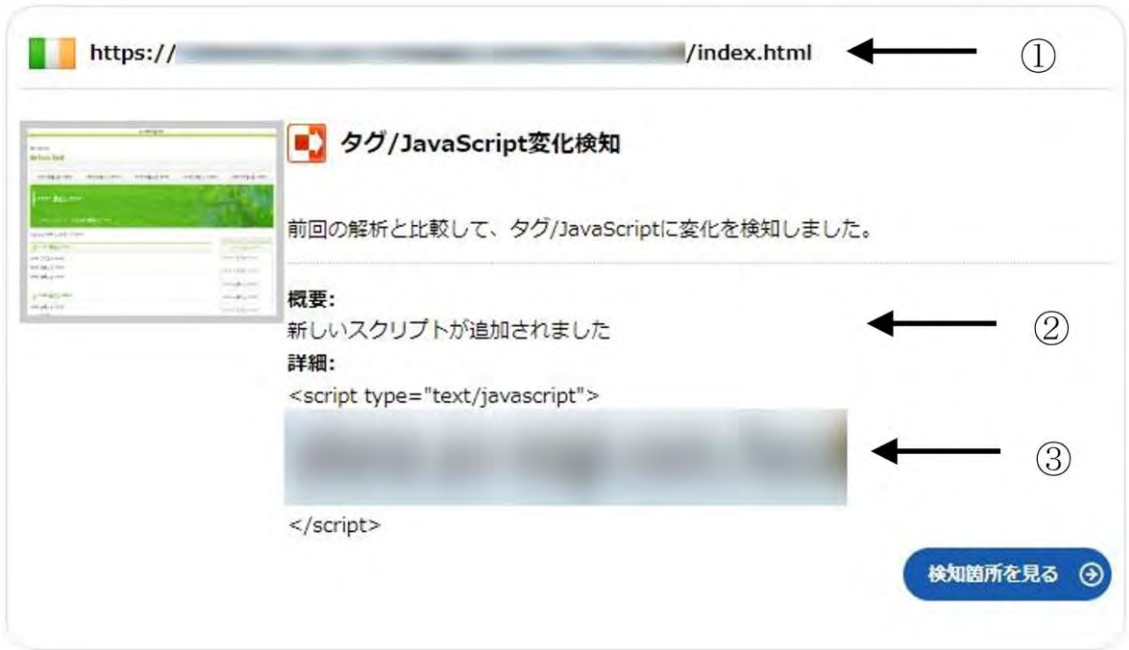 https:// /index.html ①
タグ/JavaScript変化検知
前回の解析と比較して、タグ/JavaScriptに変化を検知しました。
概要:
新しいスクリプトが追加されました ②
詳細:
<script type="text/javascript">
③
</script>
検知箇所を見る